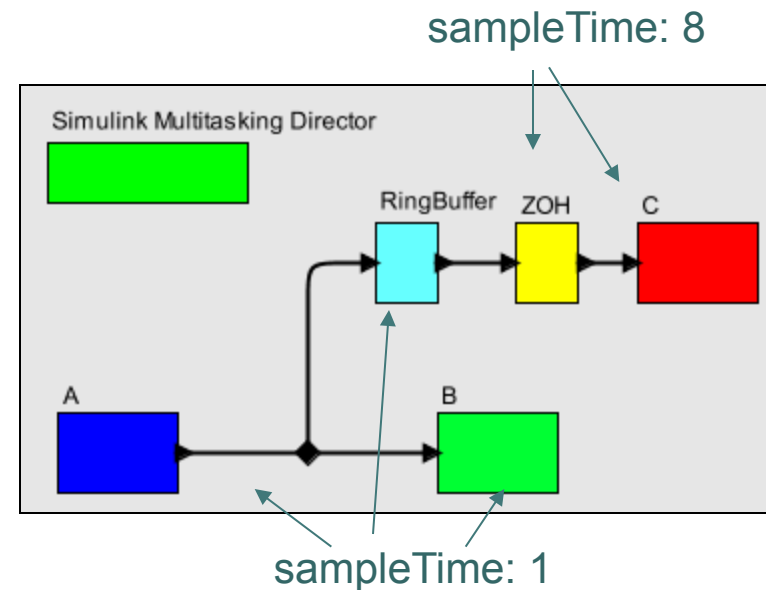 sampleTime: 8
Simulink Multitasking Director
RingBuffer
ZOH
C
A
B
sampleTime: 1